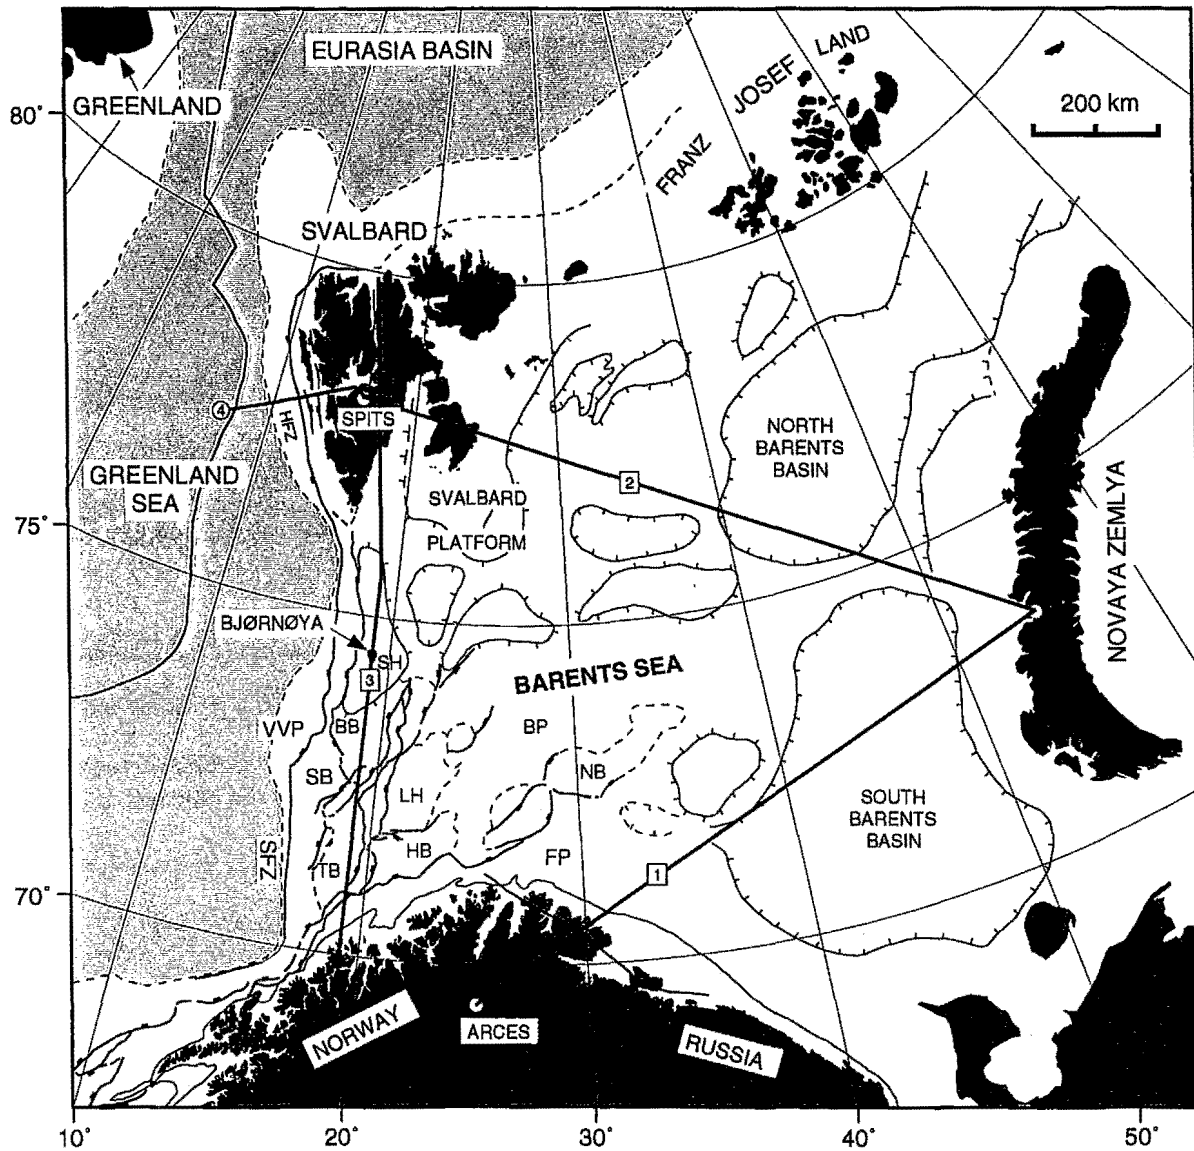 EURASIA BASIN
GREENLAND
FRANZ JOSEF LAND
200 km
80°
SVALBARD
HFZ
4
SPITS
GREENLAND
SEA
SVALBARD
PLATFORM
2
NORTH
BARENTS
BASIN
NOVAYA ZEMLYA
75°
BJØRNØYA
SH
3
BARENTS SEA
VVP
BB
BP
SB
NB
LH
SOUTH
BARENTS
BASIN
SFZ
TB
HB
FP
1
70°
NORWAY
ARCES
RUSSIA
10°
20°
30°
40°
50°